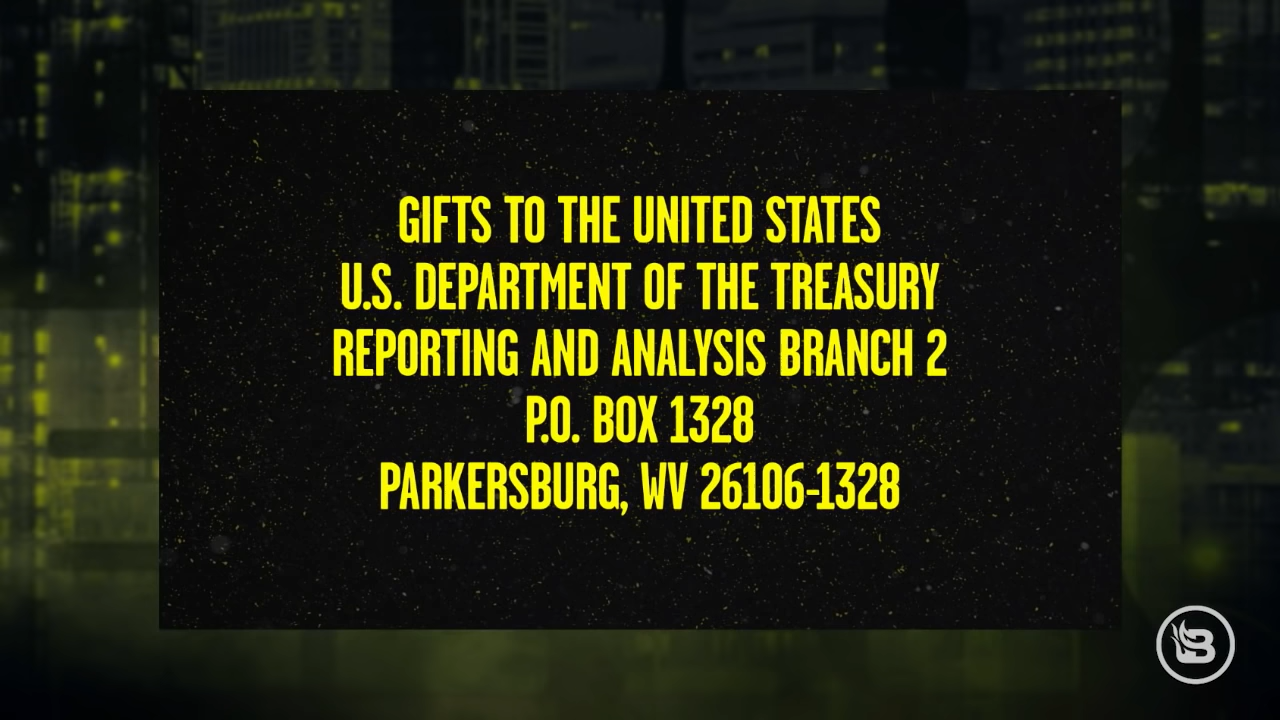 GIFTS TO THE UNITED STATES
U.S. DEPARTMENT OF THE TREASURY
REPORTING AND ANALYSIS BRANCH 2
P.O. BOX 1328
PARKERSBURG, WV 26106-1328
B